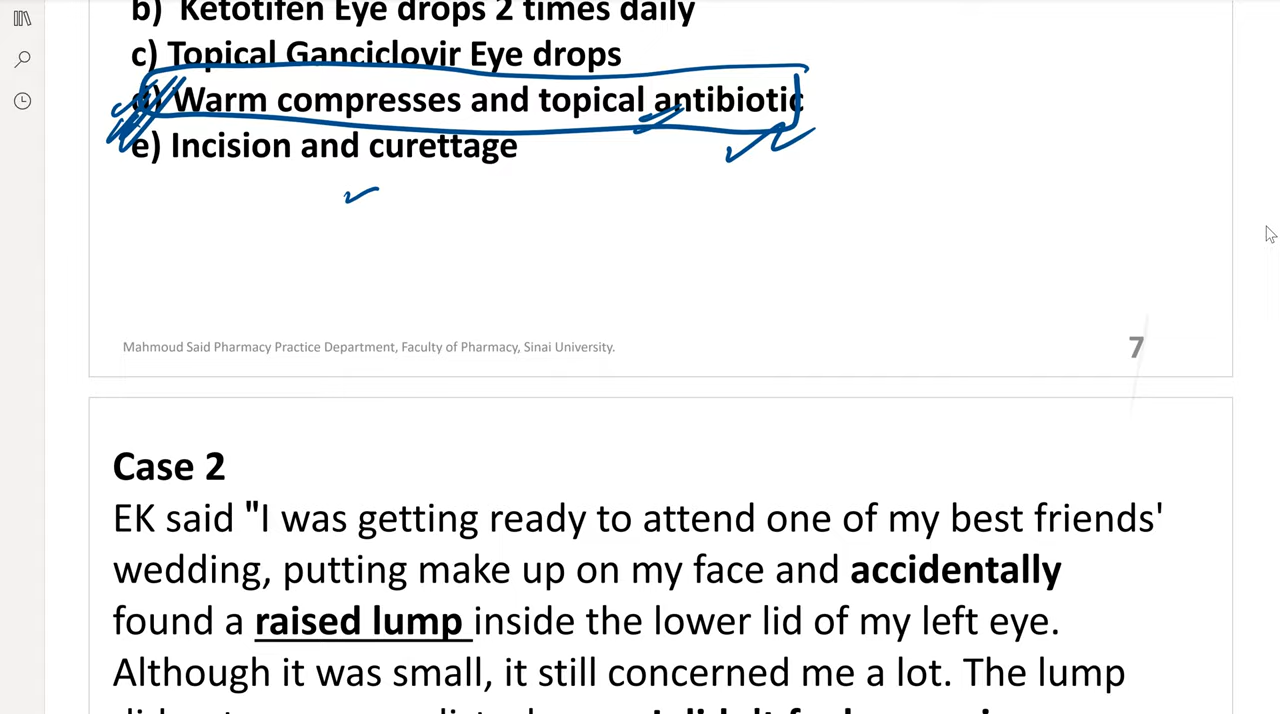 b) Ketotifen Eye drops 2 times daily
c) Topical Ganciclovir Eye drops
d) Warm compresses and topical antibiotic
e) Incision and curettage
Mahmoud Said Pharmacy Practice Department, Faculty of Pharmacy, Sinai University.
7
Case 2
EK said "I was getting ready to attend one of my best friends'
wedding, putting make up on my face and accidentally
found a raised lump inside the lower lid of my left eye.
Although it was small, it still concerned me a lot. The lump